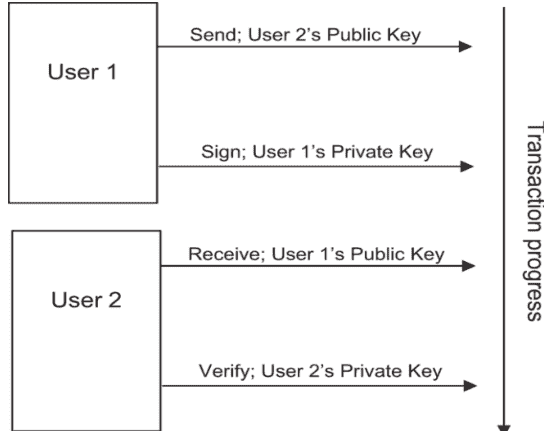 User 1
Send; User 2's Public Key
Sign; User 1's Private Key
User 2
Receive; User 1's Public Key
Verify; User 2's Private Key
Transaction progress